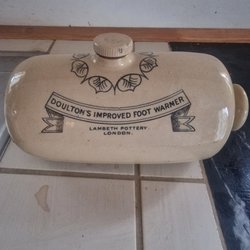 DOULTON'S IMPROVED FOOT WARMER
LAMBETH POTTERY
LONDON.